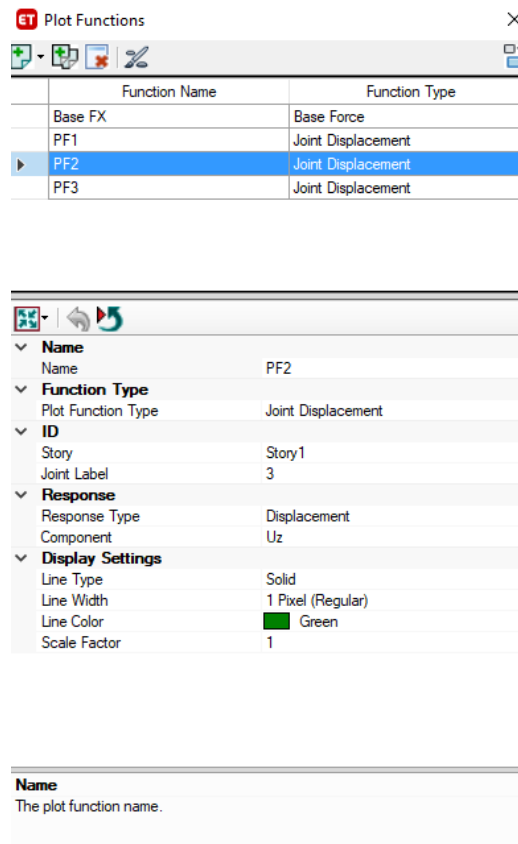 ET Plot Functions
Function Name Function Type
Base FX Base Force
PF1 Joint Displacement
PF2 Joint Displacement
PF3 Joint Displacement
Name
Name PF2
Function Type
Plot Function Type Joint Displacement
ID
Story Story1
Joint Label 3
Response
Response Type Displacement
Component Uz
Display Settings
Line Type Solid
Line Width 1 Pixel (Regular)
Line Color Green
Scale Factor 1
Name
The plot function name.